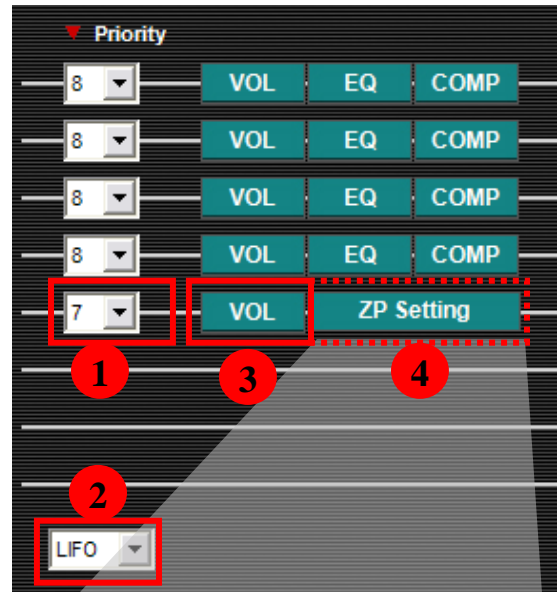 Priority
8 VOL EQ COMP
8 VOL EQ COMP
8 VOL EQ COMP
8 VOL EQ COMP
7 VOL ZP Setting
1 3 4
2
LIFO